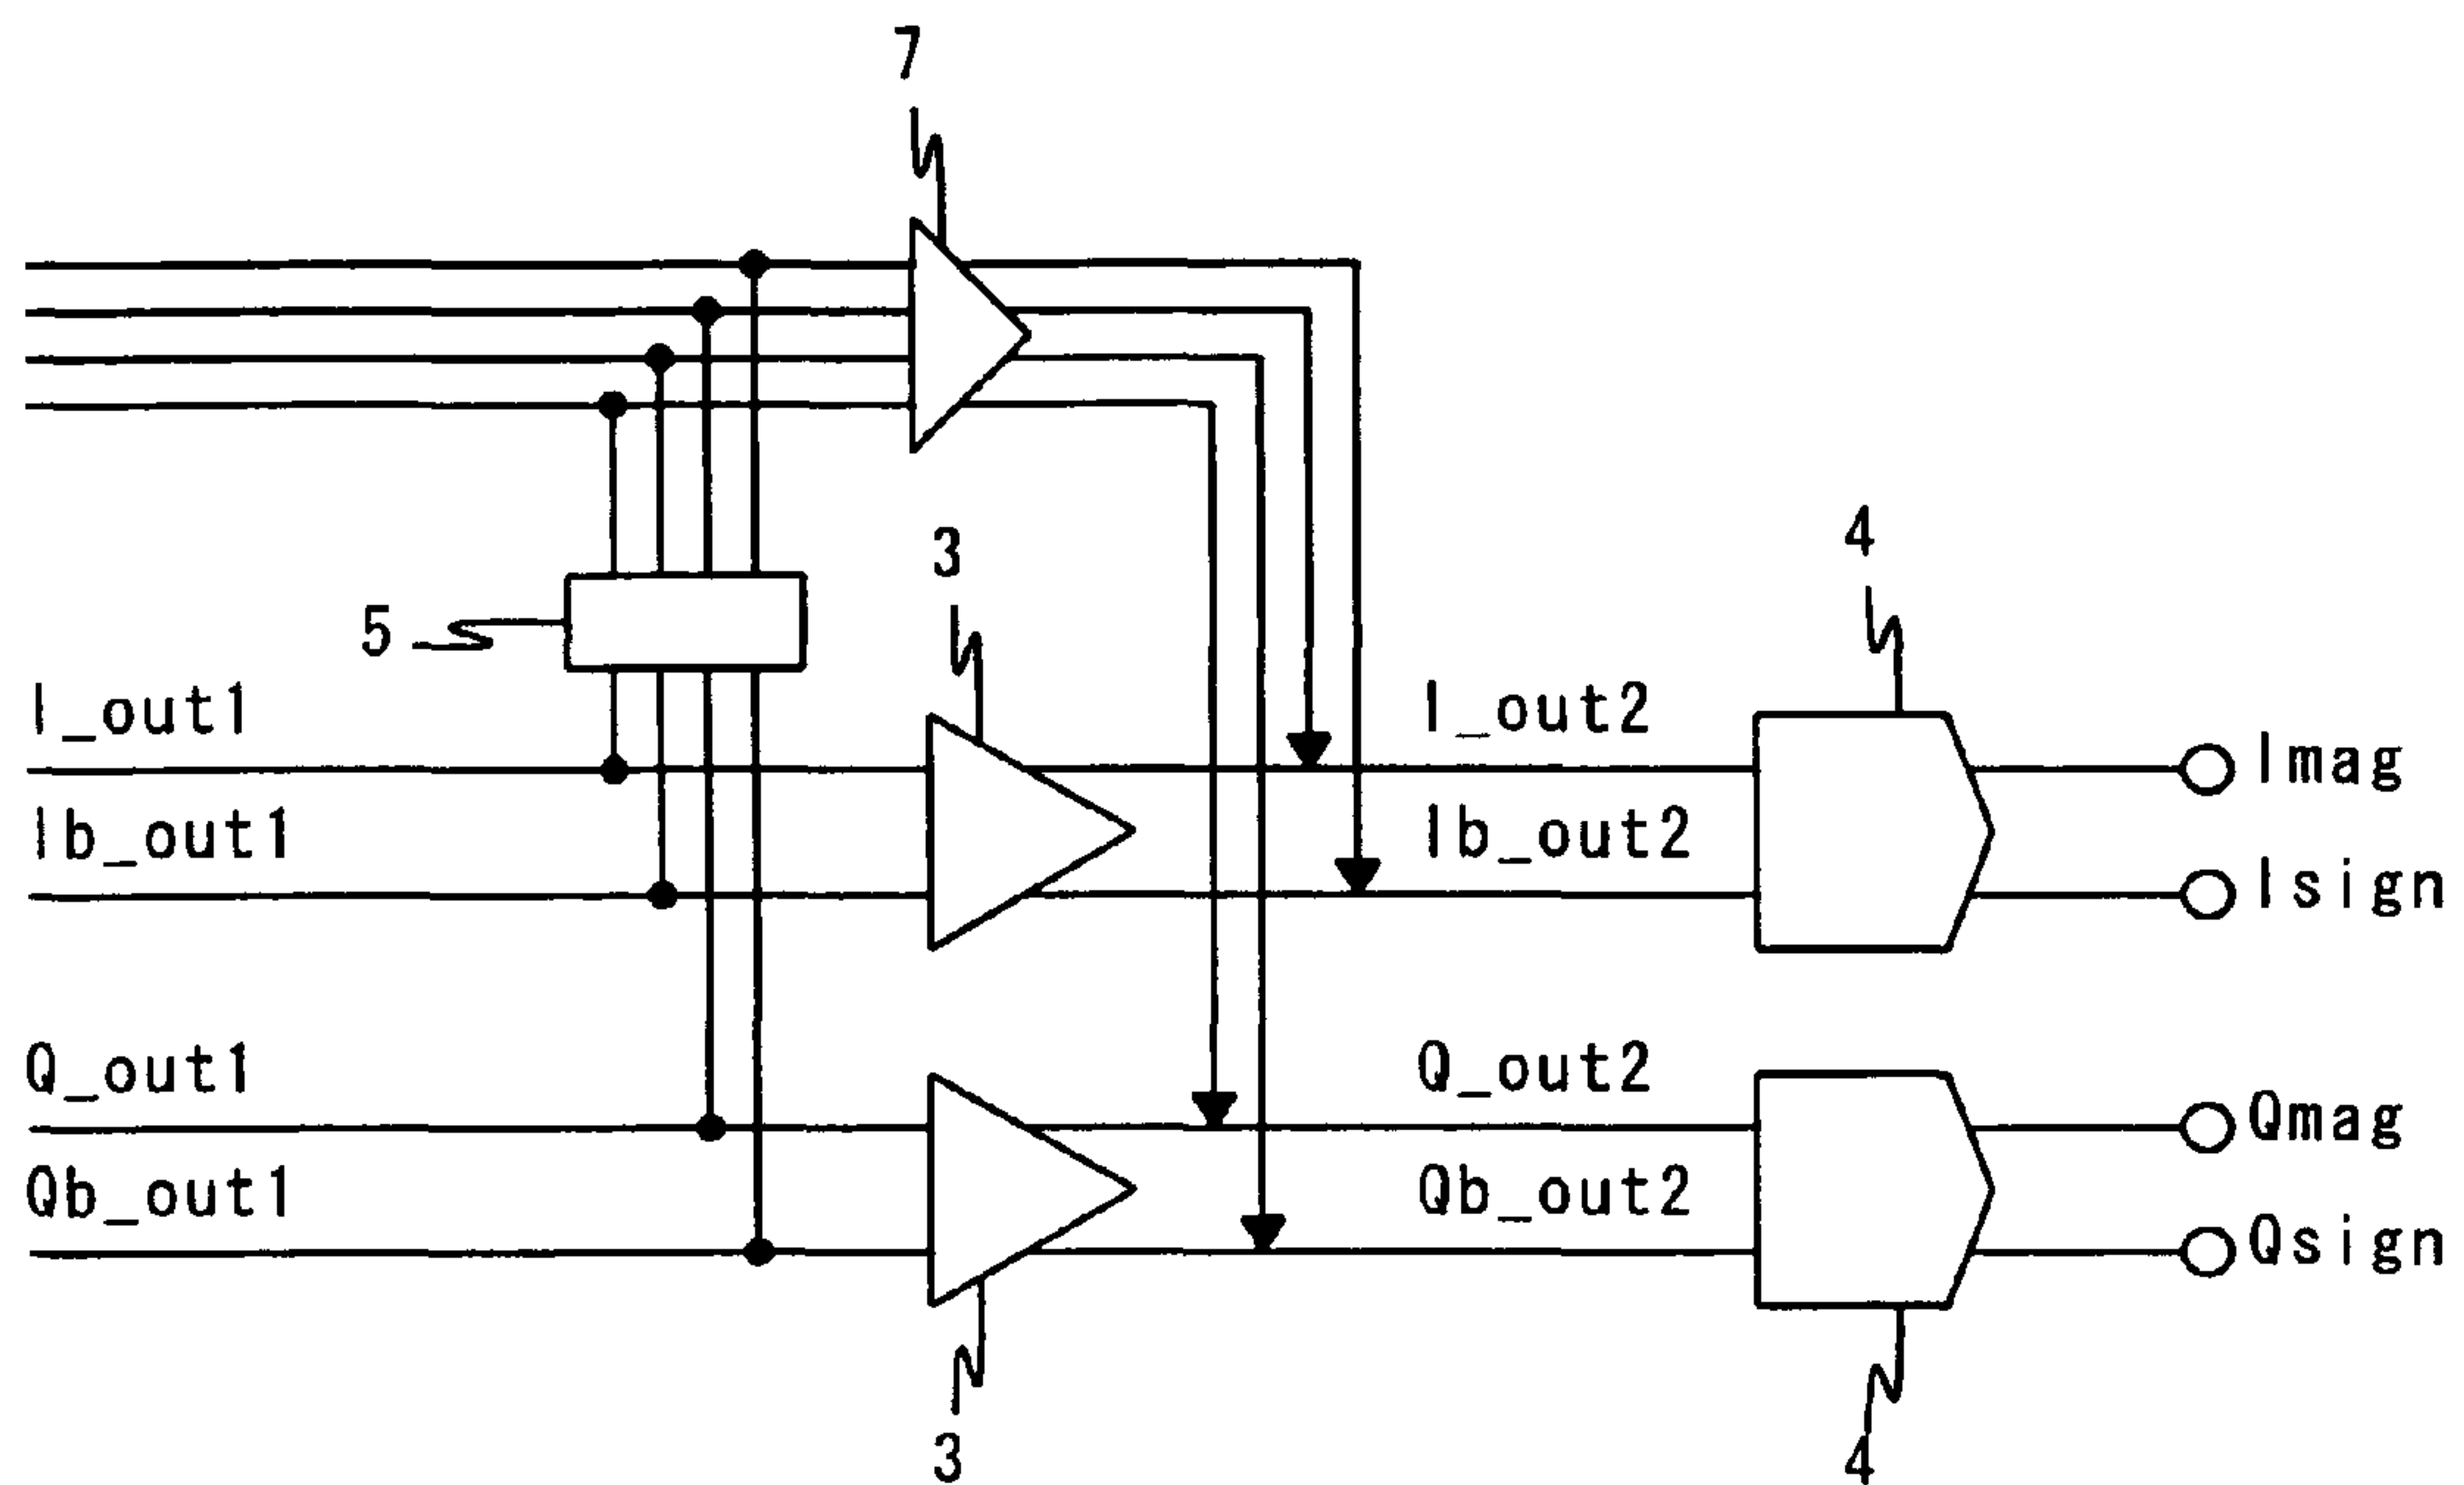 7
3
4
5
I_out1
I_out2
Imag
Ib_out1
Ib_out2
Isign
Q_out1
Q_out2
Qmag
Qb_out1
Qb_out2
Qsign
3
4